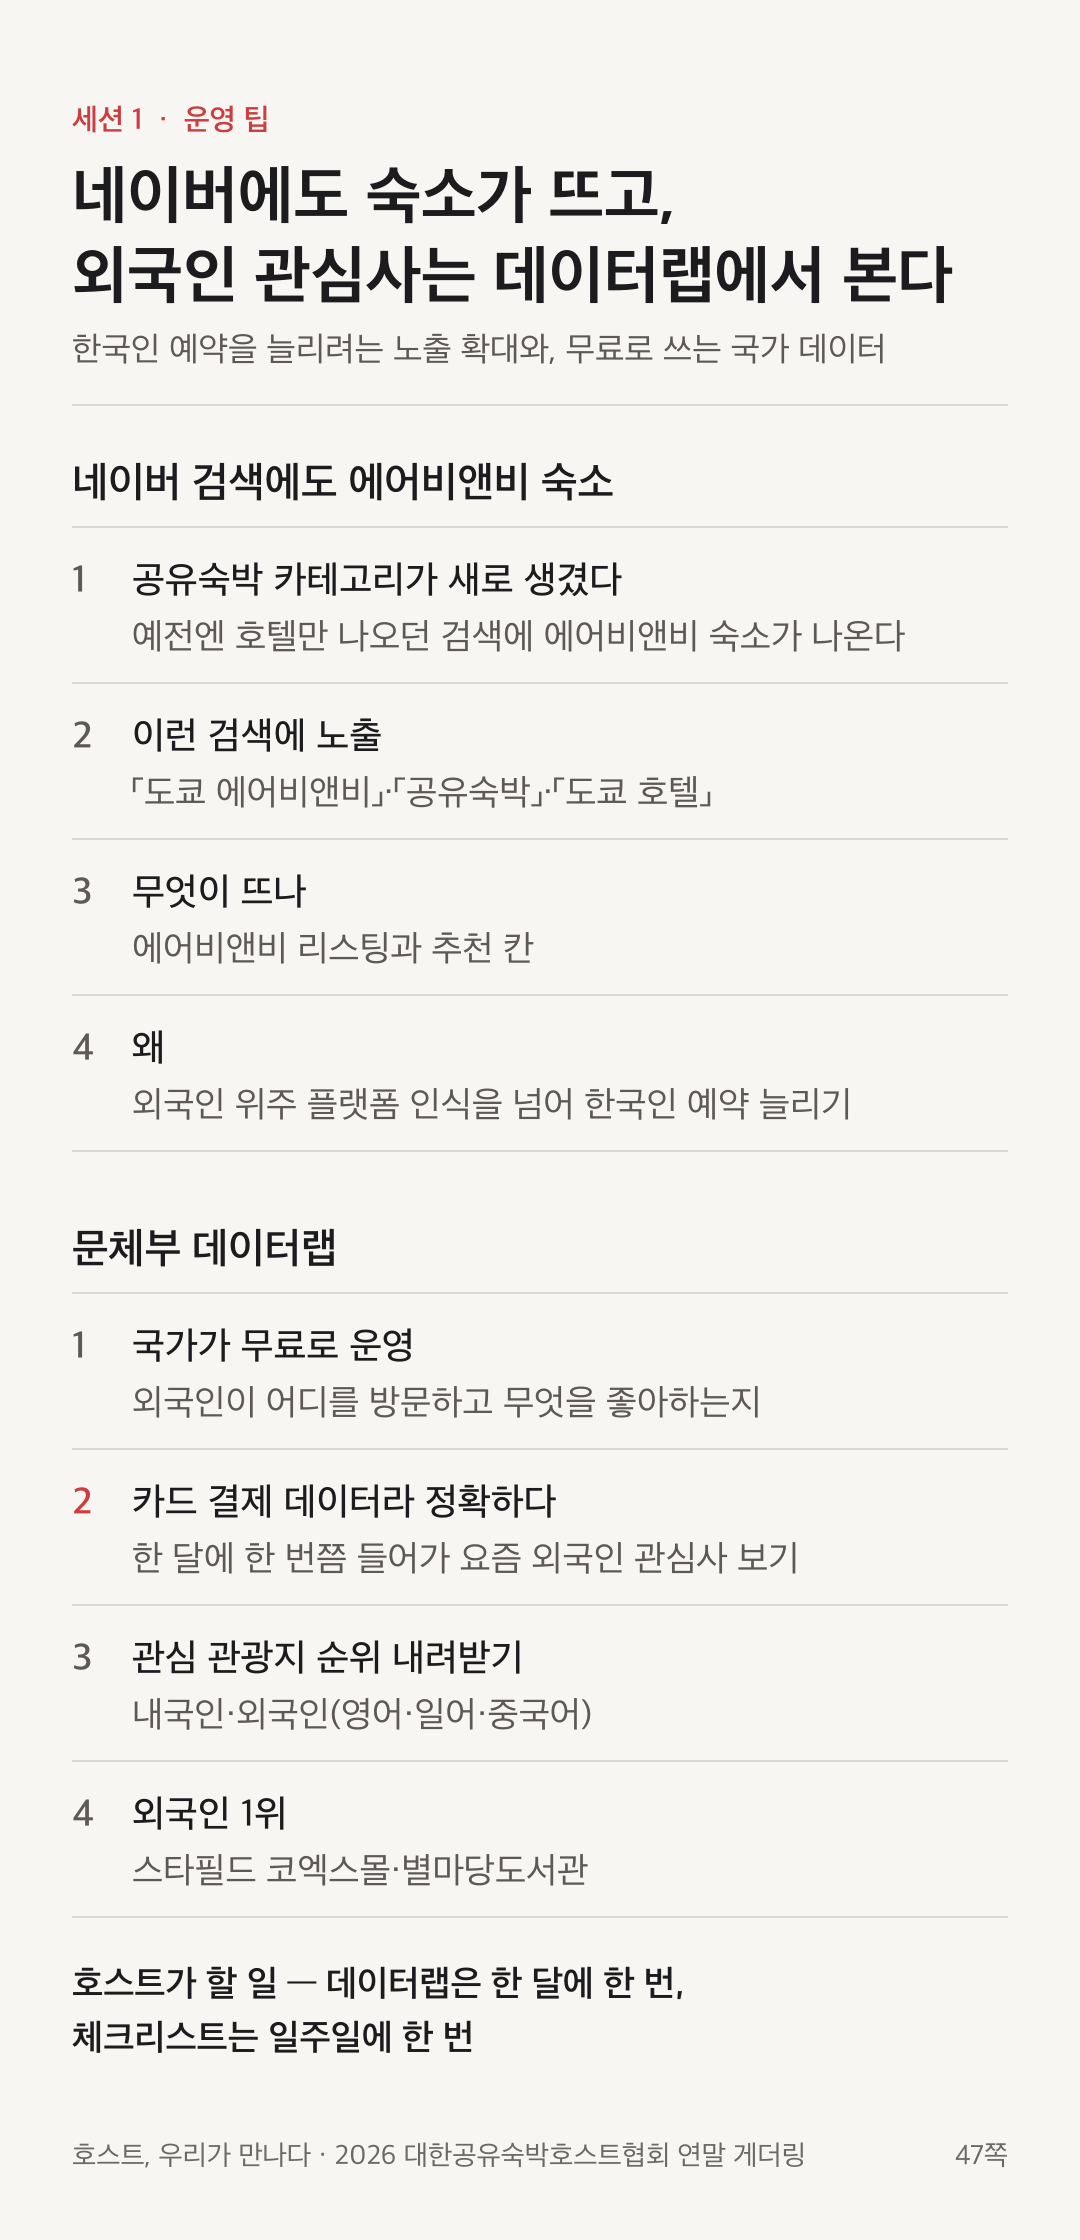 세션 1 · 운영 팁
네이버에도 숙소가 뜨고,
외국인 관심사는 데이터랩에서 본다
한국인 예약을 늘리려는 노출 확대와, 무료로 쓰는 국가 데이터
네이버 검색에도 에어비앤비 숙소
1 공유숙박 카테고리가 새로 생겼다
예전엔 호텔만 나오던 검색에 에어비앤비 숙소가 나온다
2 이런 검색에 노출
「도쿄 에어비앤비」·「공유숙박」·「도쿄 호텔」
3 무엇이 뜨나
에어비앤비 리스팅과 추천 칸
4 왜
외국인 위주 플랫폼 인식을 넘어 한국인 예약 늘리기
문체부 데이터랩
1 국가가 무료로 운영
외국인이 어디를 방문하고 무엇을 좋아하는지
2 카드 결제 데이터라 정확하다
한 달에 한 번쯤 들어가 요즘 외국인 관심사 보기
3 관심 관광지 순위 내려받기
내국인·외국인(영어·일어·중국어)
4 외국인 1위
스타필드 코엑스몰·별마당도서관
호스트가 할 일 — 데이터랩은 한 달에 한 번,
체크리스트는 일주일에 한 번
호스트, 우리가 만나다 · 2026 대한공유숙박호스트협회 연말 게더링 47쪽